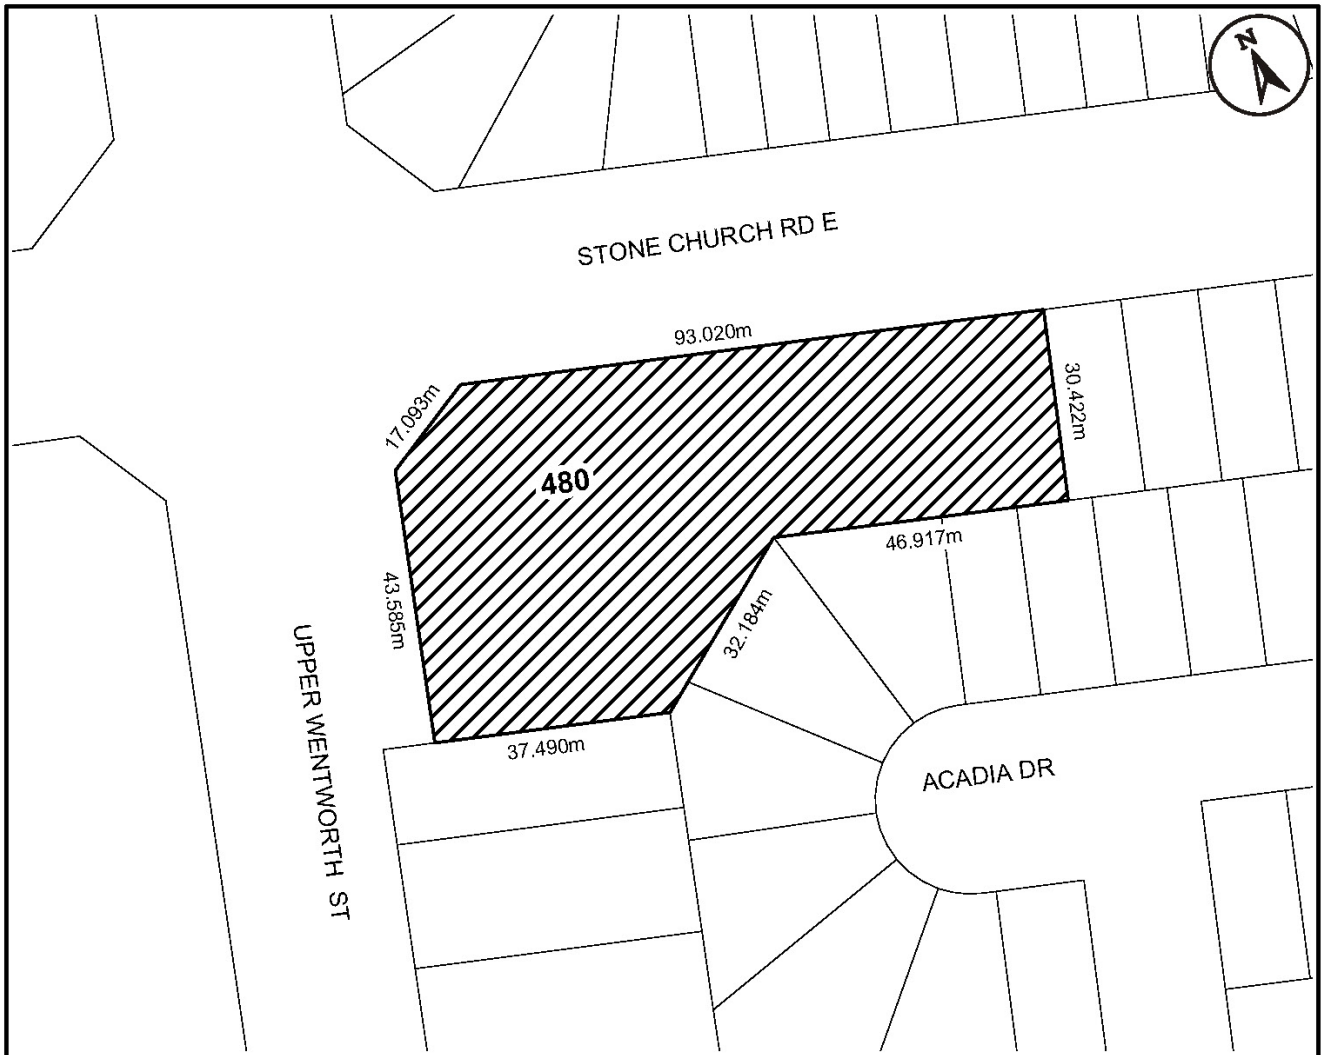 N
STONE CHURCH RD E
93.020m
17.093m
30.422m
480
46.917m
43.585m
32.184m
UPPER WENTWORTH ST
37.490m
ACADIA DR